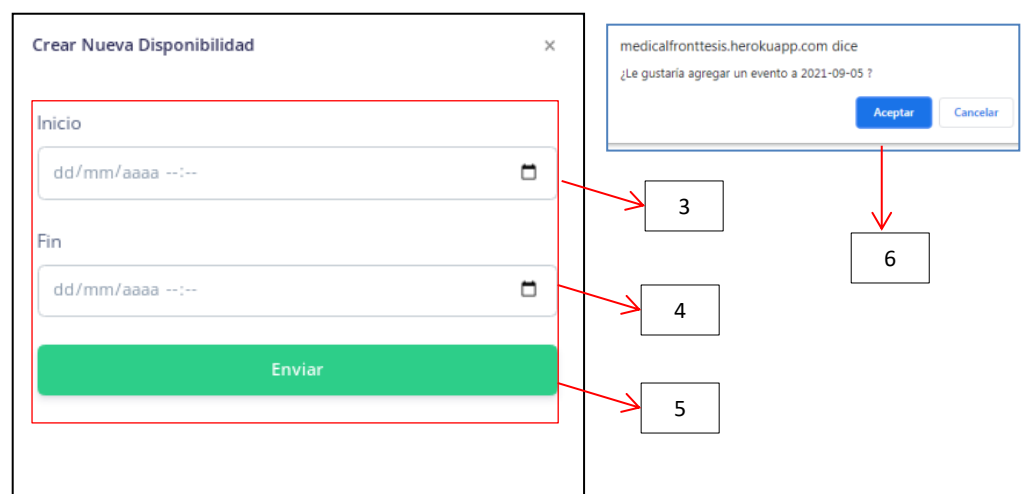 Crear Nueva Disponibilidad ×
Inicio
dd/mm/aaaa --:--
Fin
dd/mm/aaaa --:--
Enviar
medicalfronttesis.herokuapp.com dice
¿Le gustaría agregar un evento a 2021-09-05 ?
Aceptar Cancelar
3
6
4
5